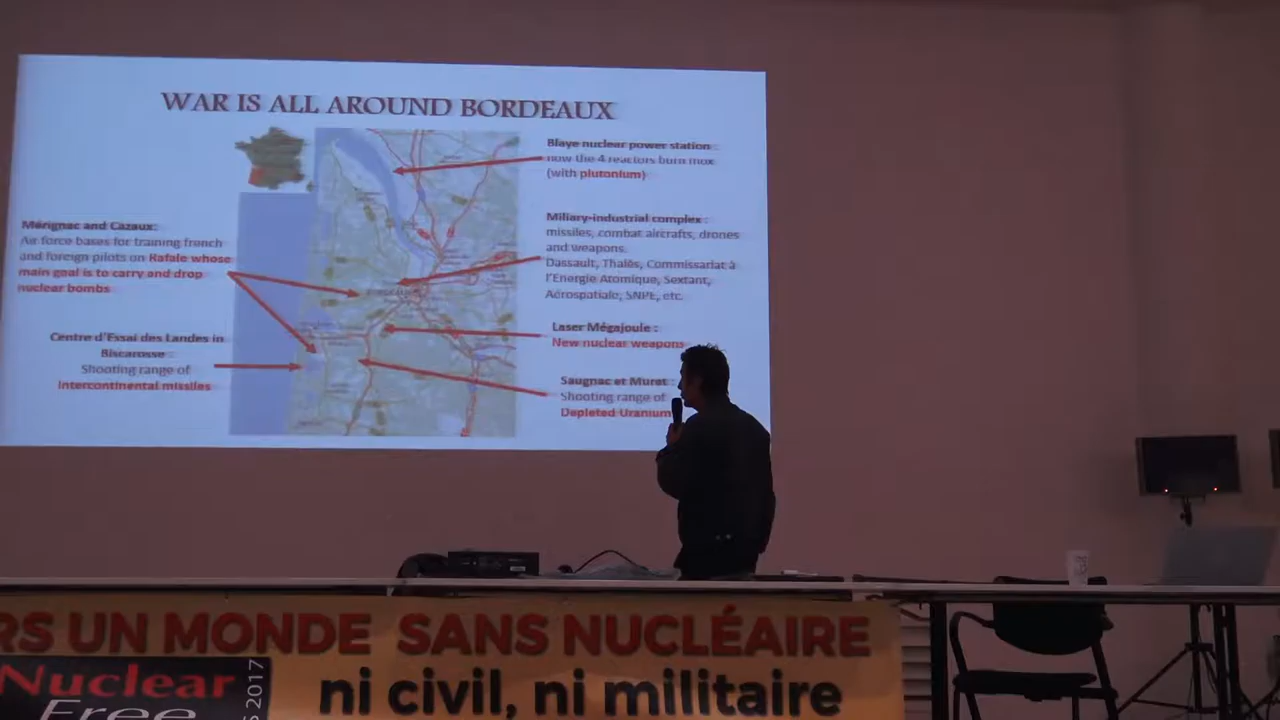 WAR IS ALL AROUND BORDEAUX
Mérignac and Cazaux:
Air force bases for training french
and foreign pilots on Rafale whose
main goal is to carry and drop
nuclear bombs
Centre d'Essai des Landes in
Biscarosse :
Shooting range of
Intercontinental missiles
Blaye nuclear power station :
now the 4 reactors burn mox
(with plutonium)
Miliary-industrial complex :
missiles, combat aircrafts, drones
and weapons.
Dassault, Thalès, Commissariat à
l'Energie Atomique, Sextant,
Aérospatiale, SNPE, etc.
Laser Mégajoule :
New nuclear weapons
Saugnac et Murat :
Shooting range of
Depleted Uranium
RS UN MONDE SANS NUCLÉAIRE
ni civil, ni militaire
Nuclear
Free
2017